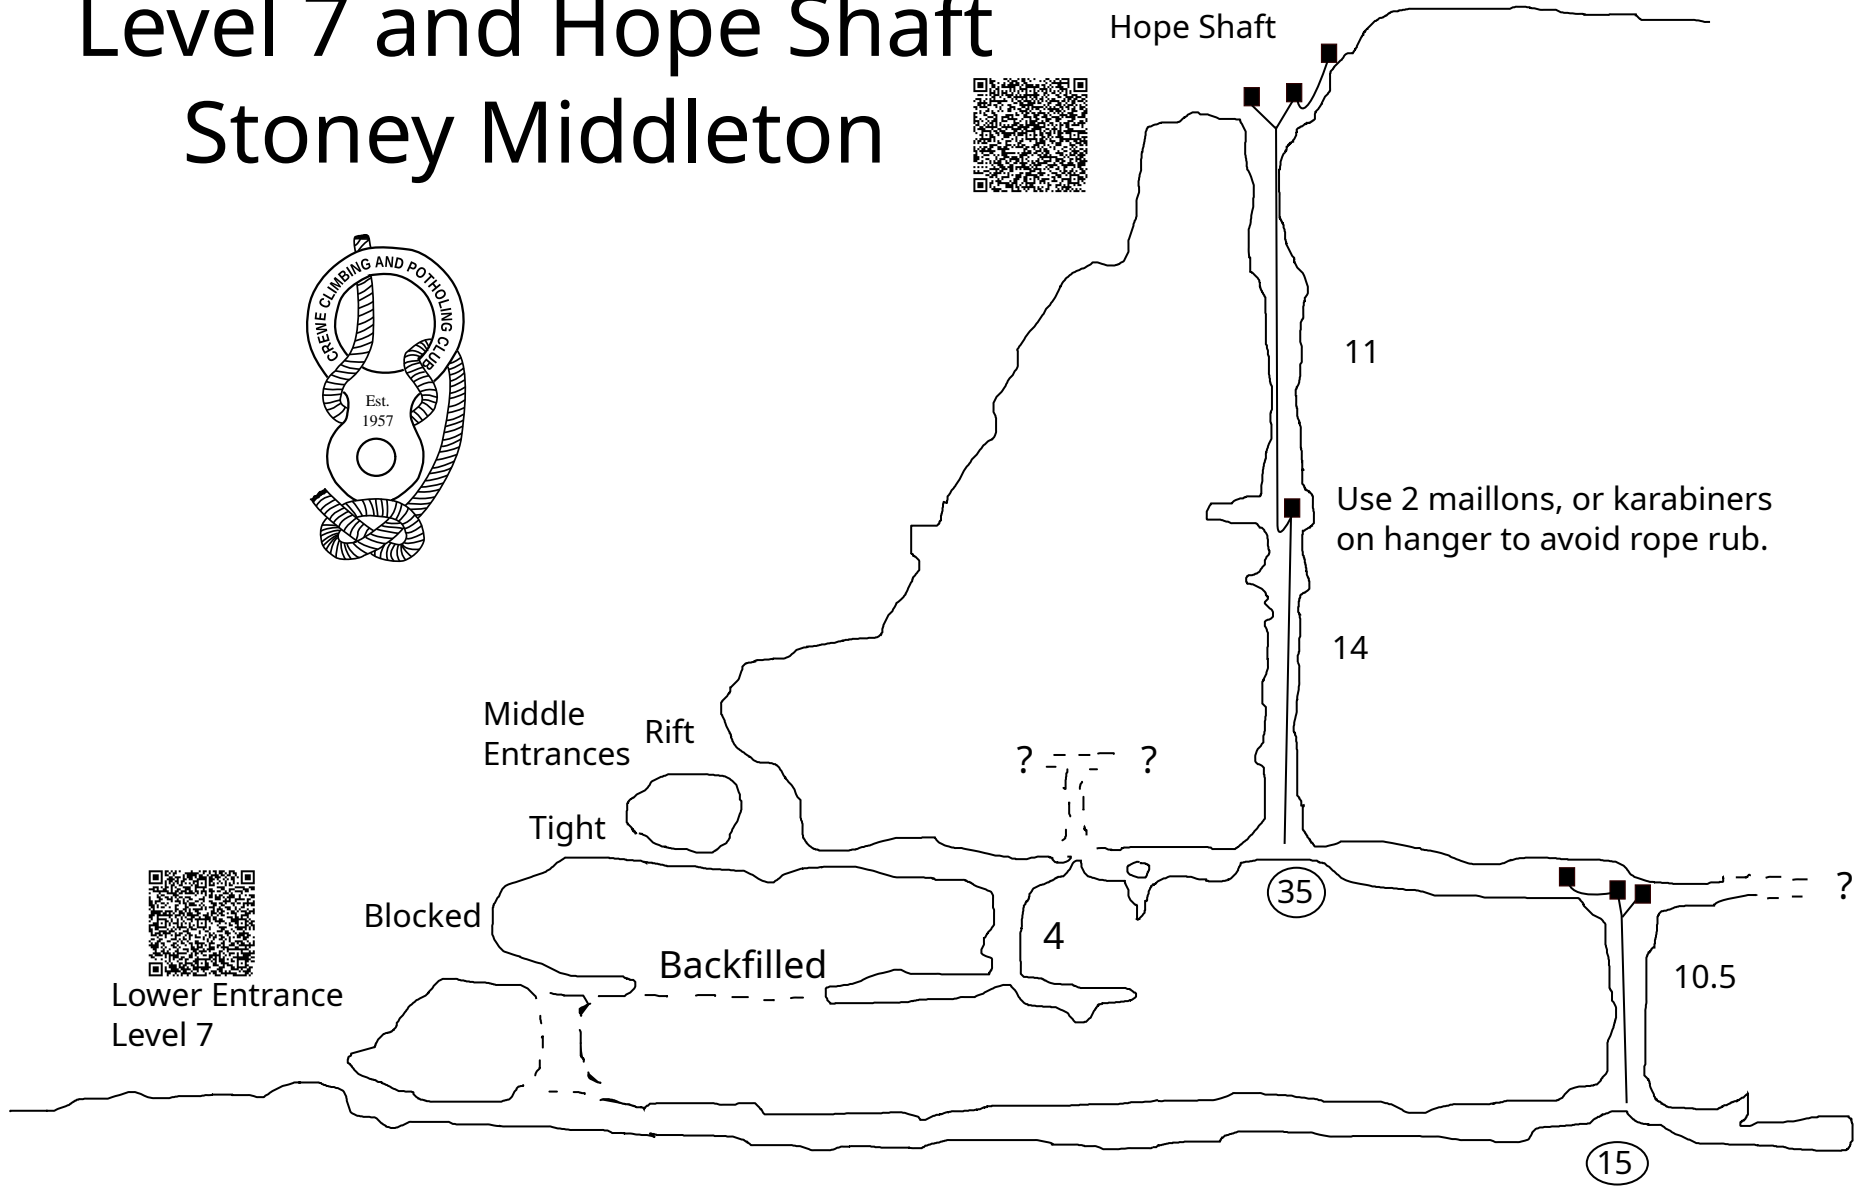 Level 7 and Hope Shaft
Stoney Middleton
Hope Shaft
CREWE CLIMBING AND POTHOLING CLUB
Est.
1957
11
Use 2 maillons, or karabiners
on hanger to avoid rope rub.
14
Middle
Entrances
Rift
? ?
Tight
35
?
Blocked
4
Backfilled
10.5
Lower Entrance
Level 7
15